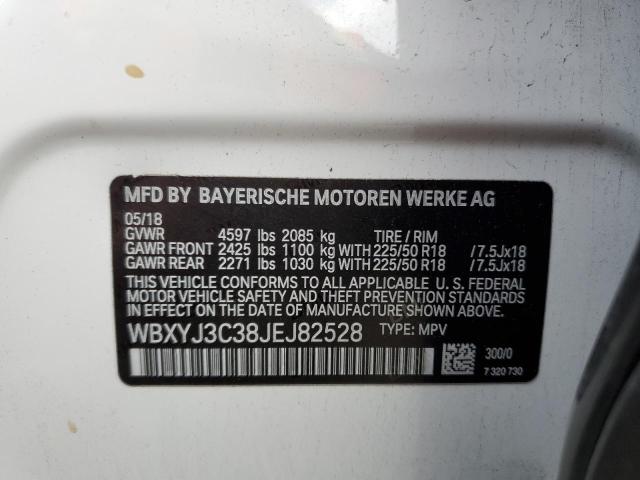 MFD BY BAYERISCHE MOTOREN WERKE AG
05/18
GVWR 4597 lbs 2085 kg TIRE / RIM
GAWR FRONT 2425 lbs 1100 kg WITH 225/50 R18 /7.5Jx18
GAWR REAR 2271 lbs 1030 kg WITH 225/50 R18 /7.5Jx18
THIS VEHICLE CONFORMS TO ALL APPLICABLE U. S. FEDERAL
MOTOR VEHICLE SAFETY AND THEFT PREVENTION STANDARDS
IN EFFECT ON THE DATE OF MANUFACTURE SHOWN ABOVE.
WBXYJ3C38JEJ82528 TYPE: MPV
300/0
7 320 730